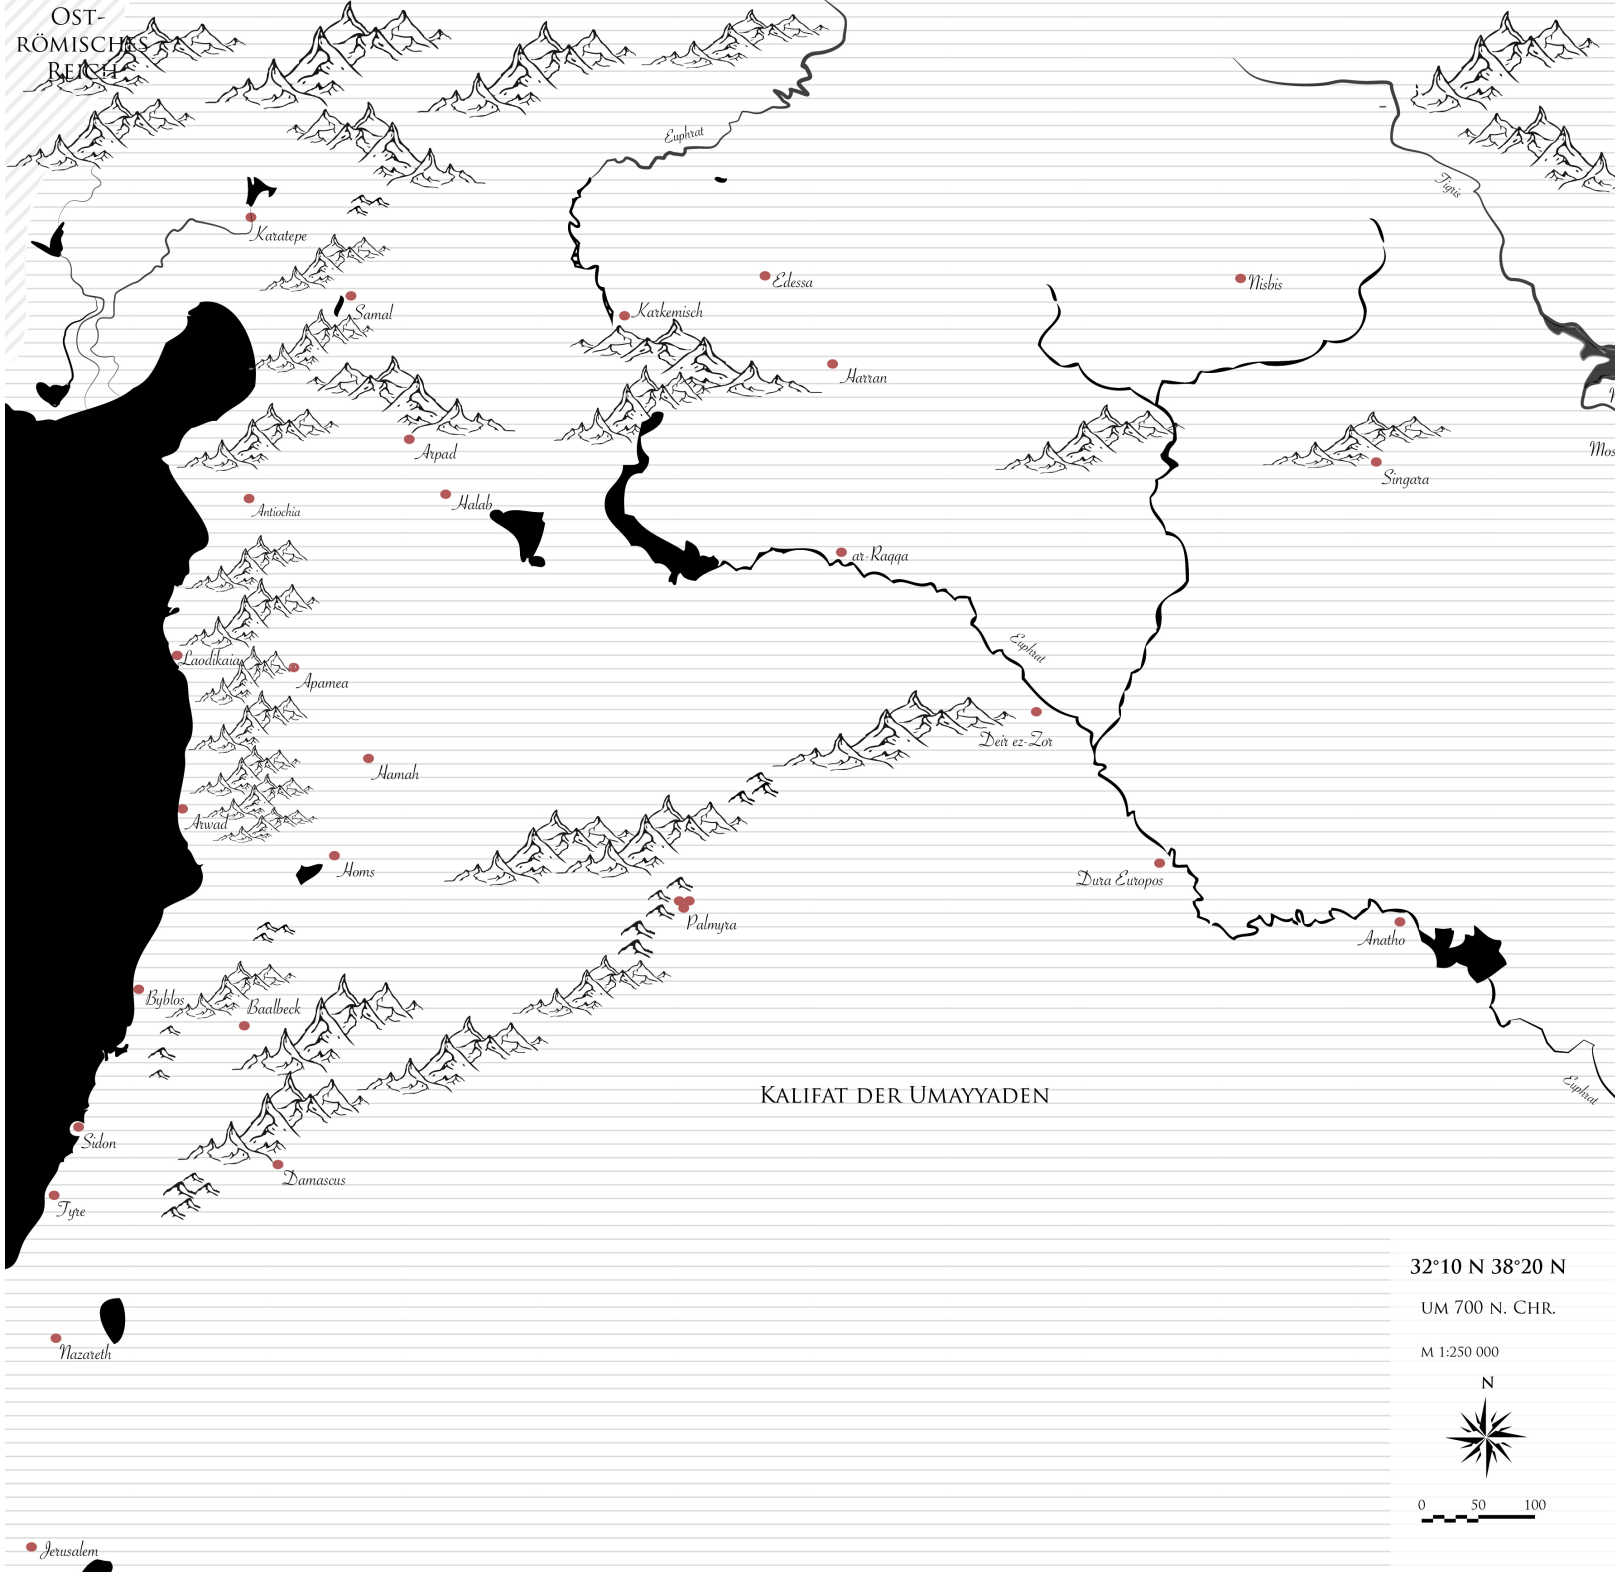 Ost-
römisches
Reich
Euphrat
Tigris
Karatepe
Edessa
Nisbis
Samal
Karkemisch
Harran
Arpad
Mos
Singara
Halab
Antiochia
ar-Raqqa
Euphrat
Laodikaia
Apamea
Deir ez-Zor
Hamah
Arwad
Homs
Dura Europos
Palmyra
Anatho
Byblos
Baalbeck
Kalifat der Umayyaden
Euphrat
Sidon
Damascus
Tyre
32°10 N 38°20 N
um 700 n. Chr.
Nazareth
M 1:250 000
N
0 50 100
Jerusalem